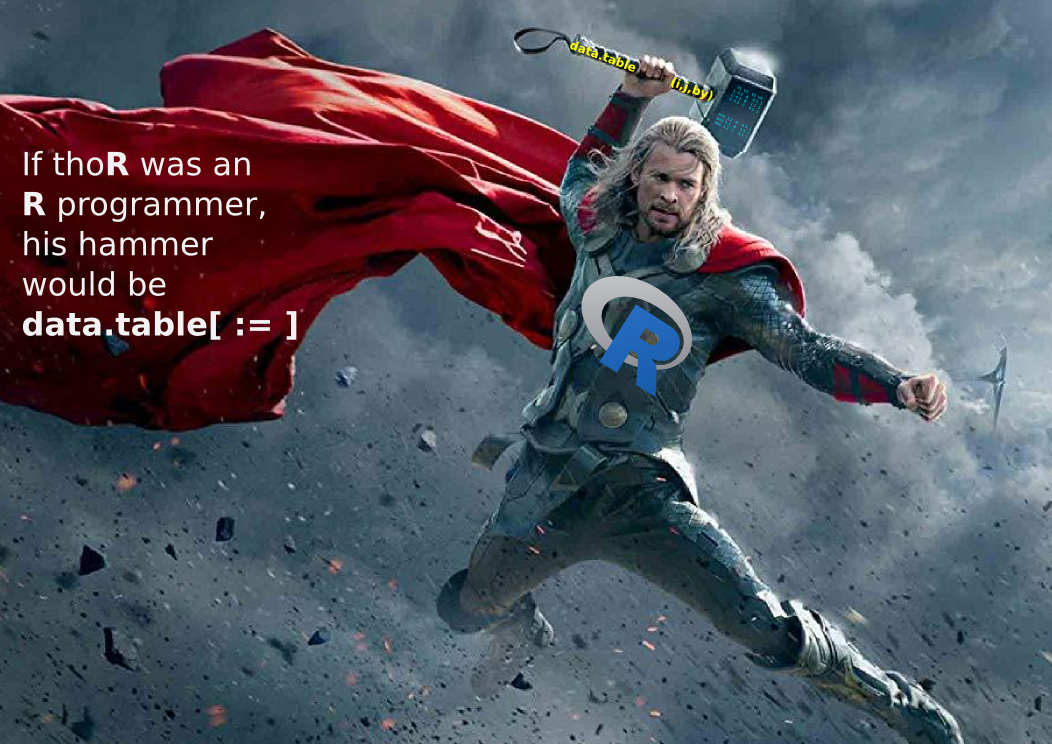 data.table [i,j,by)
If thoR was an
R programmer,
his hammer
would be
data.table[ := ]
R